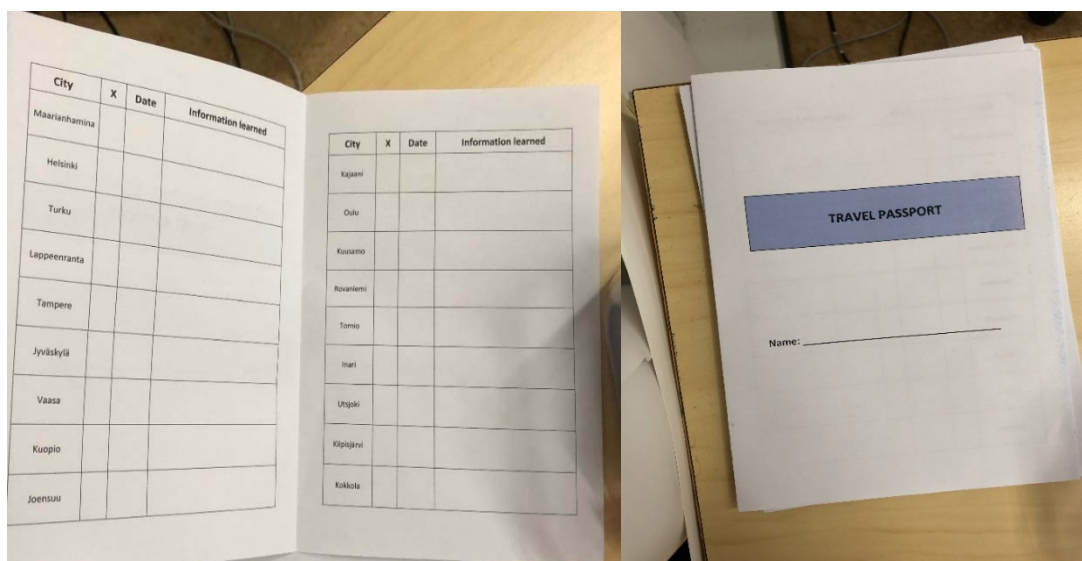 City X Date Information learned
Maarianhamina
Helsinki
Turku
Lappeenranta
Tampere
Jyväskylä
Vaasa
Kuopio
Joensuu
City X Date Information learned
Kajaani
Oulu
Kuusamo
Rovaniemi
Tornio
Inari
Utsjoki
Kilpisjärvi
Kokkola
TRAVEL PASSPORT
Name: